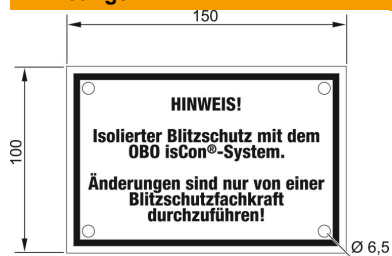 150
100
HINWEIS!
Isolierter Blitzschutz mit dem
OBO isCon®-System.
Änderungen sind nur von einer
Blitzschutzfachkraft
durchzuführen!
Ø 6,5